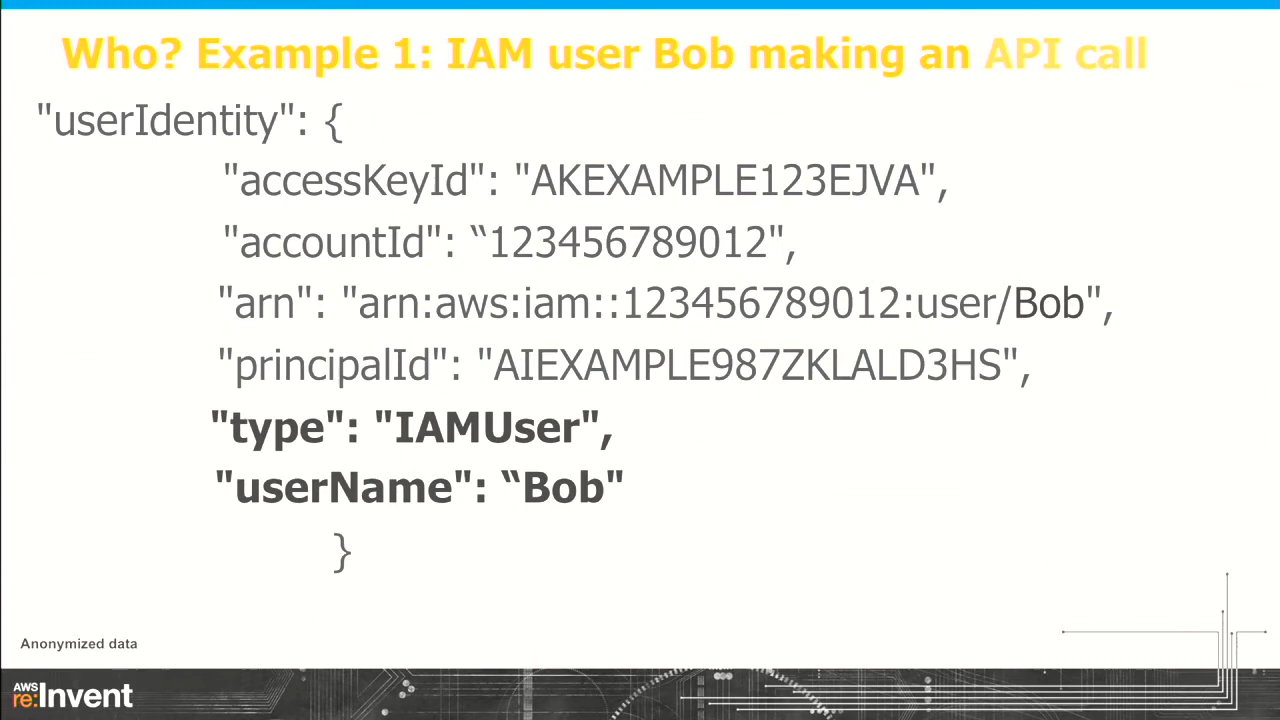 Who? Example 1: IAM user Bob making an API call
"userIdentity": {
"accessKeyId": "AKEXAMPLE123EJVA",
"accountId": “123456789012",
"arn": "arn:aws:iam::123456789012:user/Bob",
"principalId": "AIEXAMPLE987ZKLALD3HS",
"type": "IAMUser",
"userName": “Bob"
}
Anonymized data
AWS
re:Invent